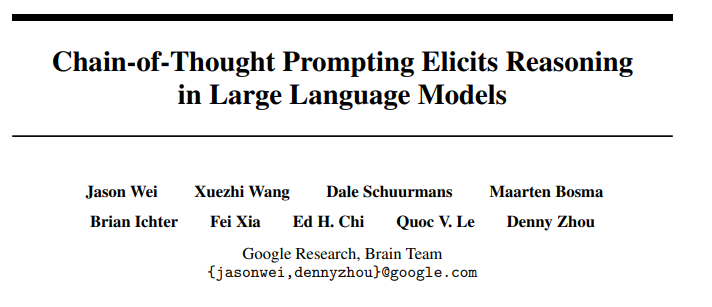 Chain-of-Thought Prompting Elicits Reasoning
in Large Language Models
Jason Wei Xuezhi Wang Dale Schuurmans Maarten Bosma
Brian Ichter Fei Xia Ed H. Chi Quoc V. Le Denny Zhou
Google Research, Brain Team
{jasonwei,dennyzhou}@google.com